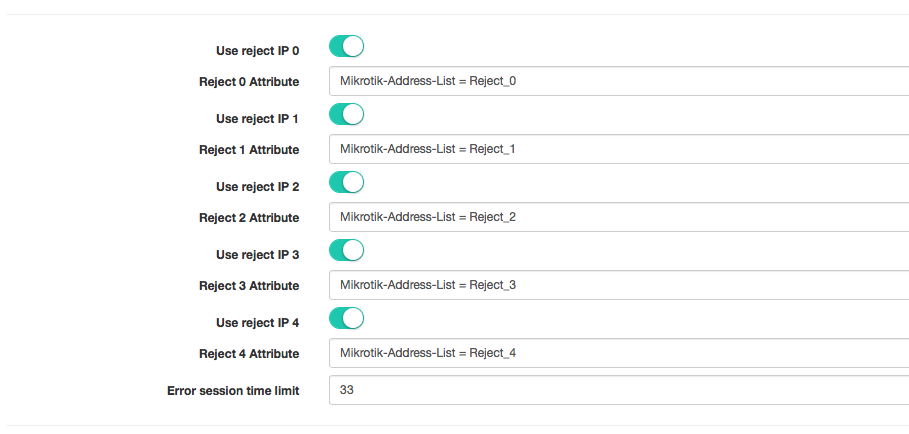 Use reject IP 0
Reject 0 Attribute Mikrotik-Address-List = Reject_0
Use reject IP 1
Reject 1 Attribute Mikrotik-Address-List = Reject_1
Use reject IP 2
Reject 2 Attribute Mikrotik-Address-List = Reject_2
Use reject IP 3
Reject 3 Attribute Mikrotik-Address-List = Reject_3
Use reject IP 4
Reject 4 Attribute Mikrotik-Address-List = Reject_4
Error session time limit 33